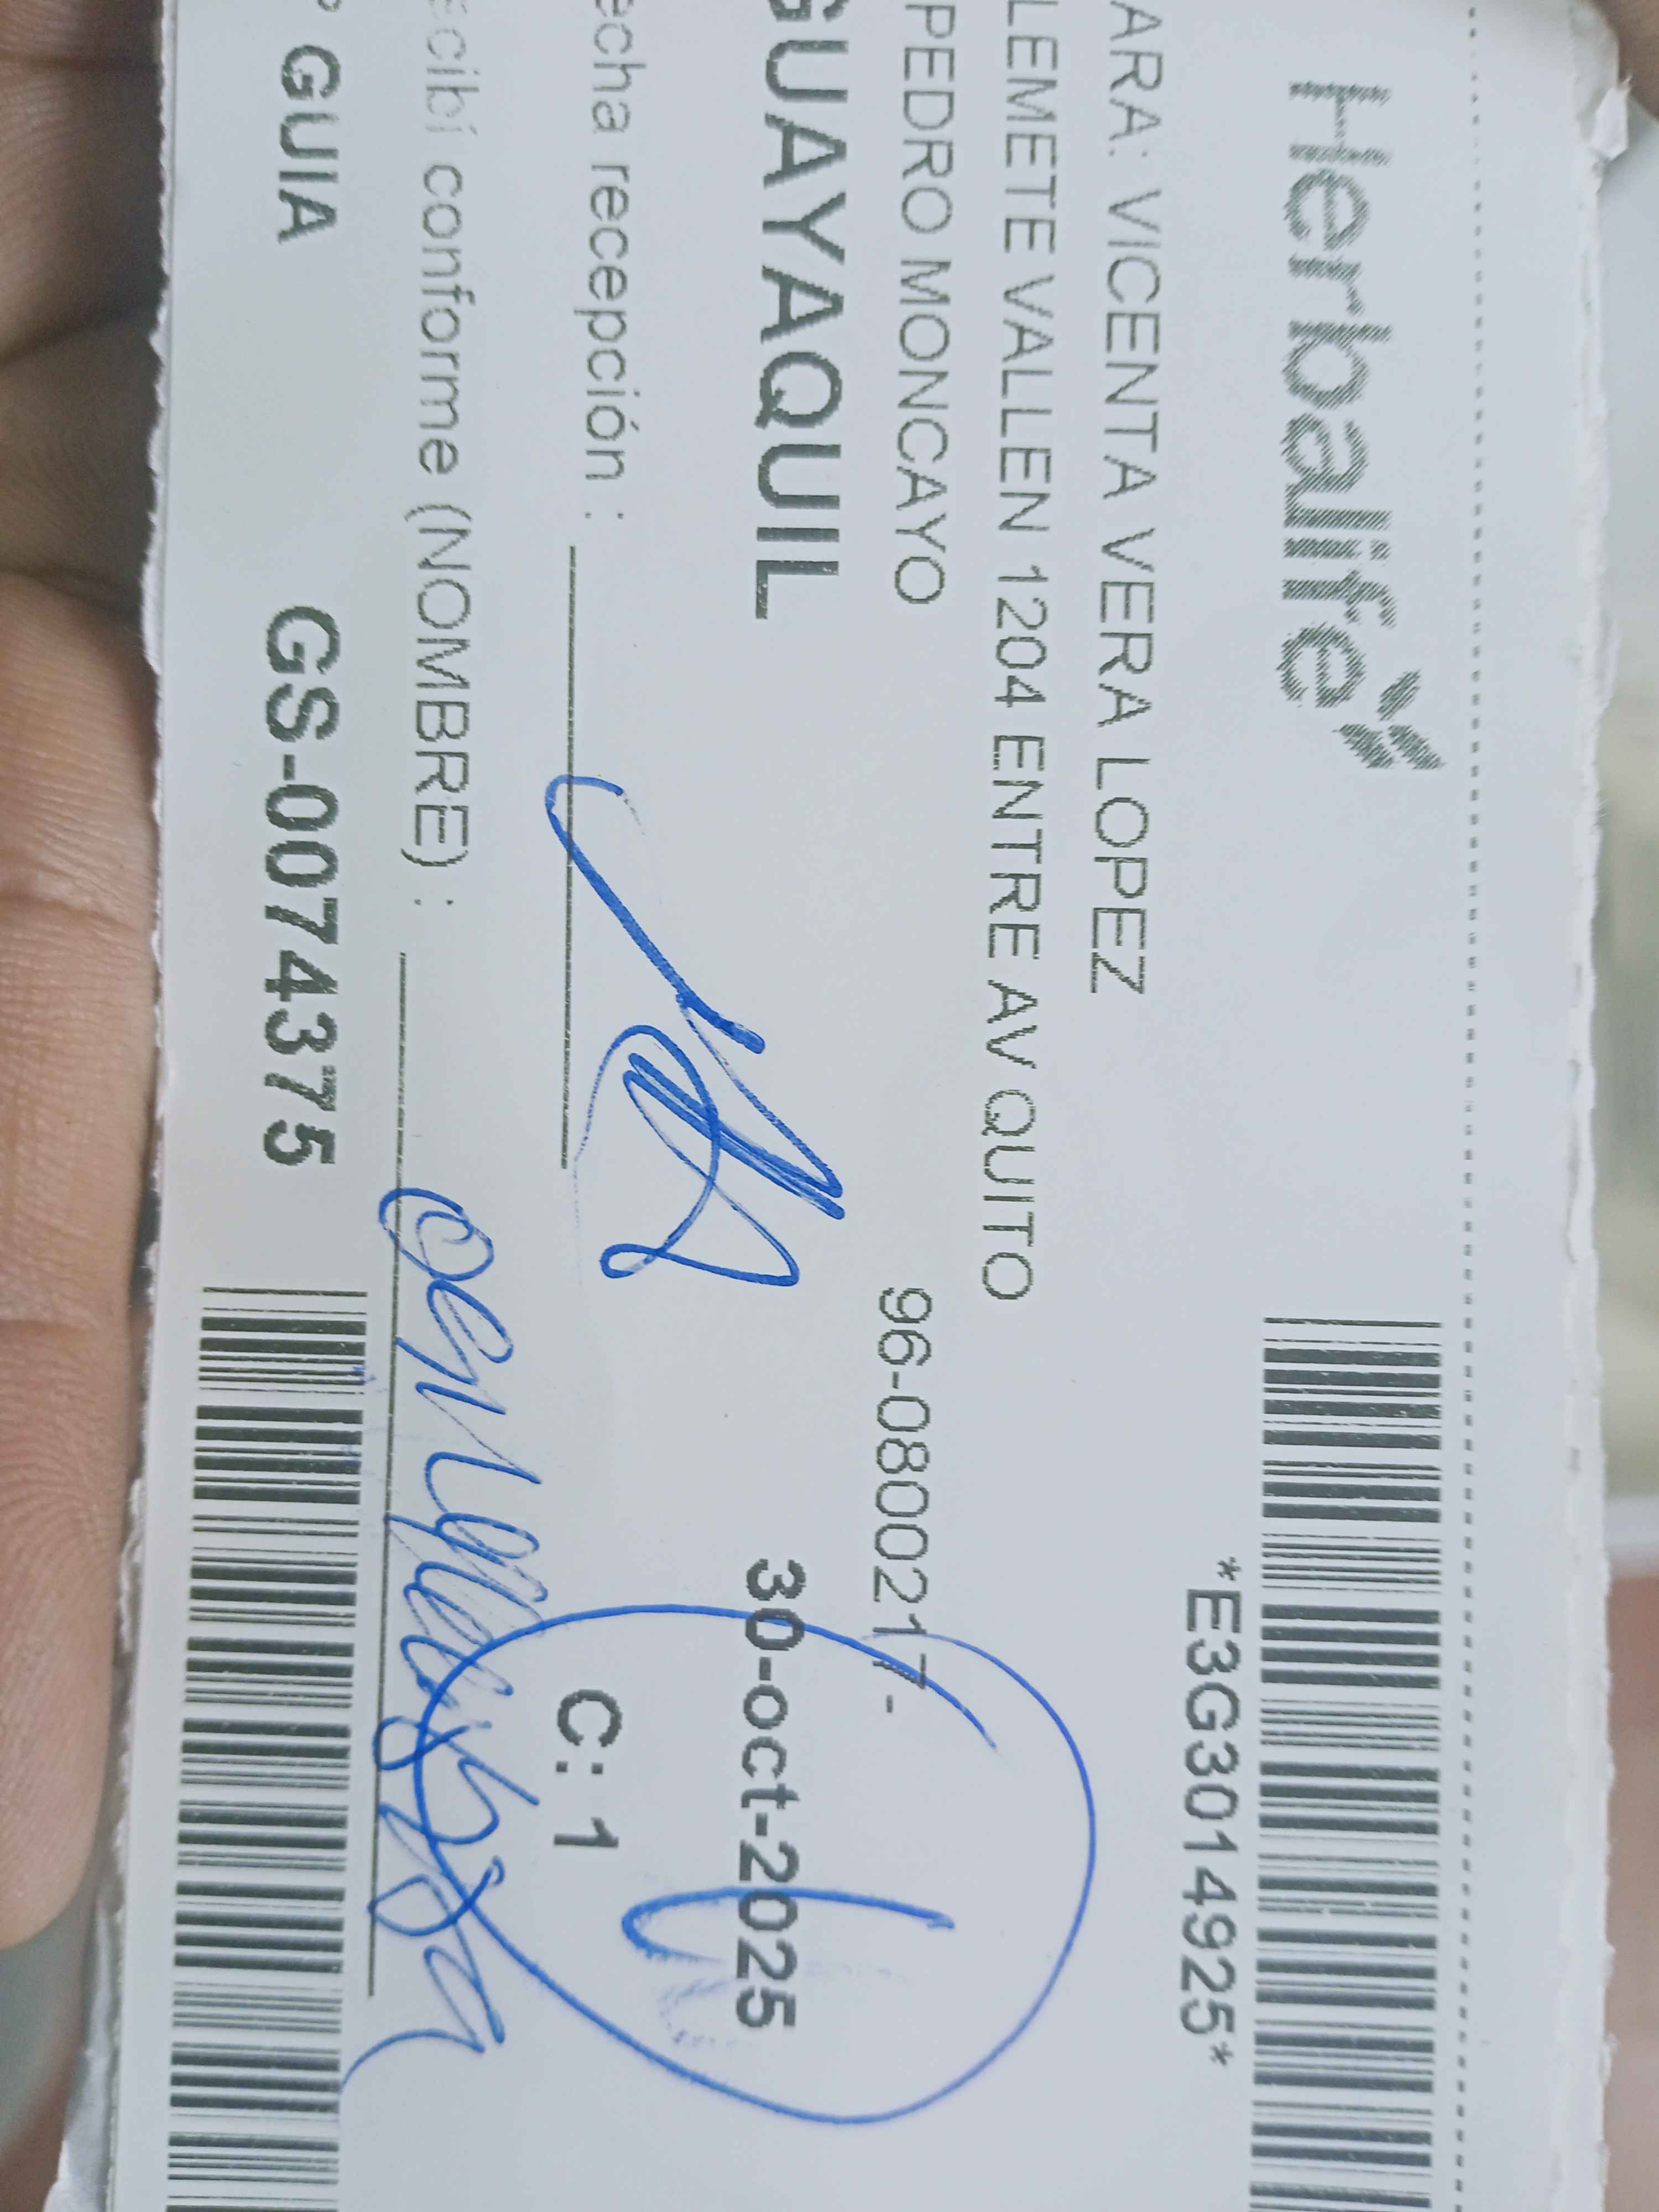 Herbalife
*E3G3014925*
ARA: VICENTA VERA LOPEZ
LEMETE VALLEN 1204 ENTRE AV QUITO
PEDRO MONCAYO
96-0800217-
GUAYAQUIL
30-oct-2025
echa recepción :
C: 1
ecibí conforme (NOMBRE) :
° GUIA
GS-0074375